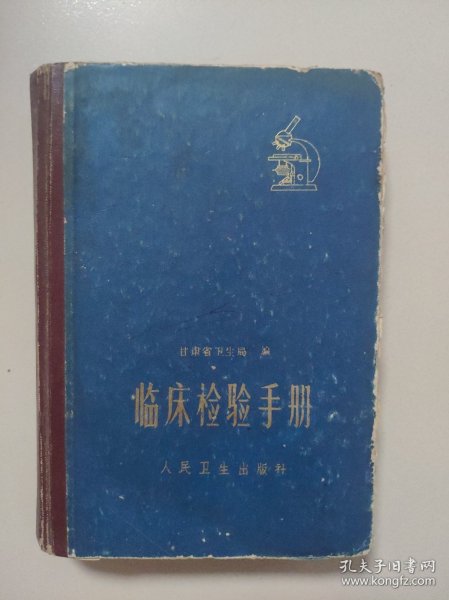 甘肃省卫生局 编
临床检验手册
人民卫生出版社
孔夫子旧书网
www.kongfz.com